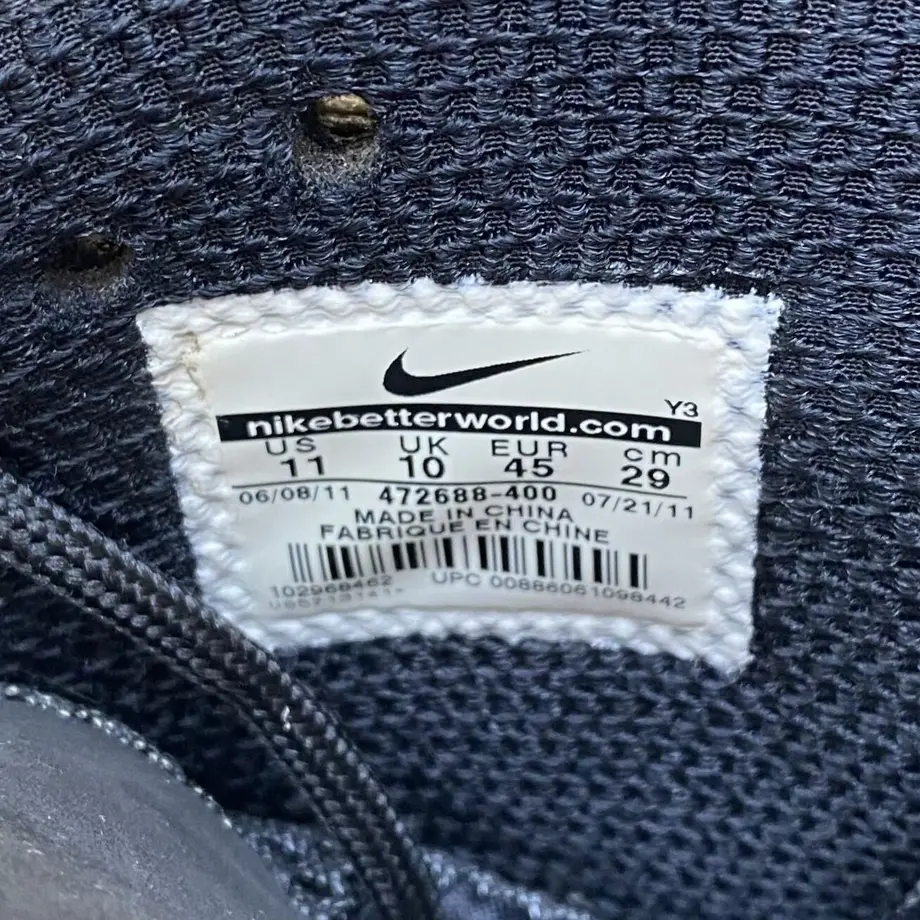 Y3
nikebetterworld.com
US UK EUR cm
11 10 45 29
06/08/11 472688-400 07/21/11
MADE IN CHINA
FABRIQUE EN CHINE
102968462 UPC 00886061098442